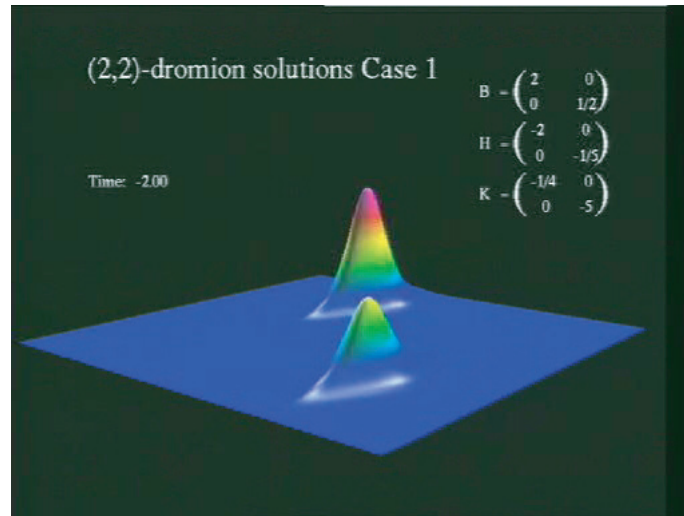 (2,2)-dromion solutions Case 1
B = ( 2 0
0 1/2 )
H = ( -2 0
0 -1/5 )
Time: -2.00
K = ( -1/4 0
0 -5 )